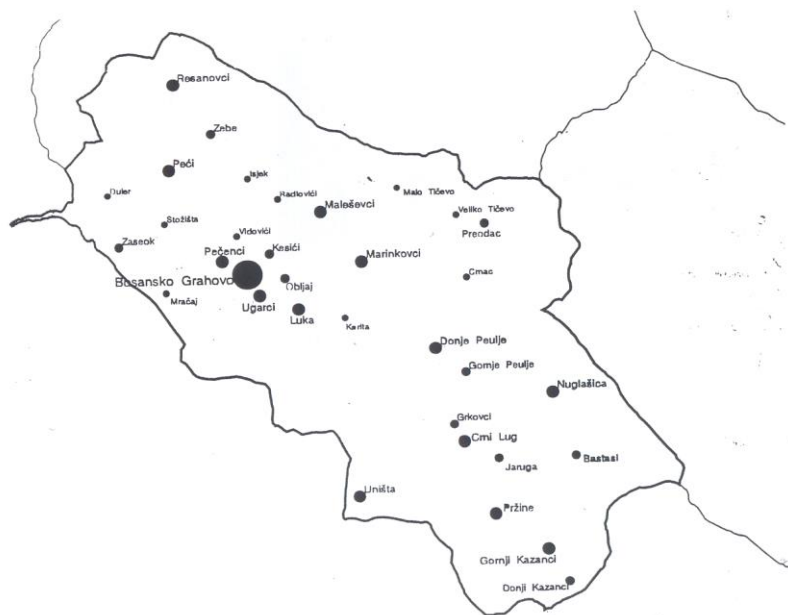 Resanovci
Zebe
Peći
Isjek
Duler
Radlovići
Malo Tičevo
Maleševci
Veliko Tičevo
Preodac
Stožišta
Vidovići
Zaseok
Kesići
Pečenci
Marinkovci
Bosansko Grahovo
Obljaj
Crnac
Mračaj
Ugarci
Luka
Korita
Donje Peulje
Gornje Peulje
Nuglašica
Grkovci
Crni Lug
Jaruga
Bastasi
Uništa
Pržine
Gornji Kazanci
Donji Kazanci